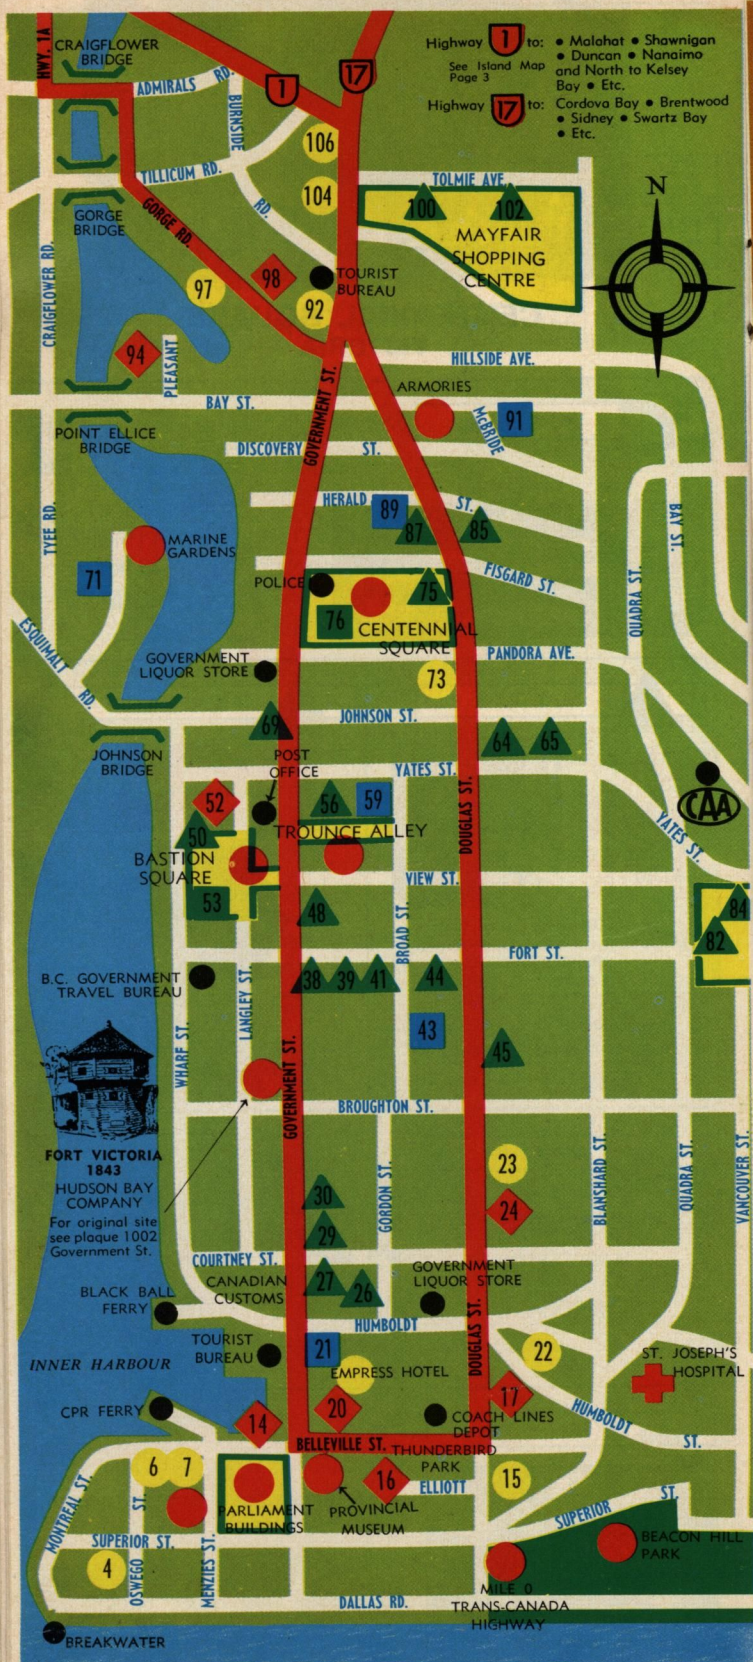 HWY. 1A
CRAIGFLOWER
BRIDGE
ADMIRALS RD.
BURNSIDE
RD.
1
17
Highway 1 to:
See Island Map
Page 3
• Malahat • Shawnigan
• Duncan • Nanaimo
and North to Kelsey
Bay • Etc.
Highway 17 to:
Cordova Bay • Brentwood
• Sidney • Swartz Bay
• Etc.
106
TILLICUM RD.
104
TOLMIE AVE.
100
102
MAYFAIR
SHOPPING
CENTRE
N
GORGE
BRIDGE
GORGE RD.
CRAIGFLOWER RD.
97
98
TOURIST
BUREAU
92
94
PLEASANT
HILLSIDE AVE.
ARMORIES
BAY ST.
GOVERNMENT ST.
McBRIDE
91
POINT ELLICE
BRIDGE
DISCOVERY ST.
HERALD ST.
89
87
85
BAY ST.
TYEE RD.
MARINE
GARDENS
71
POLICE
75
76
CENTENNIAL
SQUARE
FISGARD ST.
QUADRA ST.
ESQUIMALT RD.
GOVERNMENT
LIQUOR STORE
PANDORA AVE.
73
69
JOHNSON ST.
64
65
JOHNSON
BRIDGE
POST
OFFICE
YATES ST.
CAA
52
56
59
DOUGLAS ST.
YATES ST.
50
TROUNCE ALLEY
BASTION
SQUARE
VIEW ST.
53
48
BROAD ST.
84
82
FORT ST.
B.C. GOVERNMENT
TRAVEL BUREAU
38
39
41
44
LANGLEY ST.
43
45
WHARF ST.
GOVERNMENT ST.
BROUGHTON ST.
FORT VICTORIA
1843
HUDSON BAY
COMPANY
For original site
see plaque 1002
Government St.
23
24
30
29
GORDON ST.
BLANSHARD ST.
QUADRA ST.
VANCOUVER ST.
COURTNEY ST.
CANADIAN
CUSTOMS
27
26
GOVERNMENT
LIQUOR STORE
BLACK BALL
FERRY
HUMBOLDT
DOUGLAS ST.
TOURIST
BUREAU
21
22
ST. JOSEPH'S
HOSPITAL
INNER HARBOUR
EMPRESS HOTEL
17
CPR FERRY
14
20
COACH LINES
DEPOT
HUMBOLDT ST.
BELLEVILLE ST.
THUNDERBIRD
PARK
6
7
16
ELLIOTT
15
MONTREAL ST.
PARLIAMENT
BUILDINGS
PROVINCIAL
MUSEUM
SUPERIOR ST.
SUPERIOR ST.
BEACON HILL
PARK
4
OSWEGO ST.
MENZIES ST.
MILE 0
TRANS-CANADA
HIGHWAY
DALLAS RD.
BREAKWATER